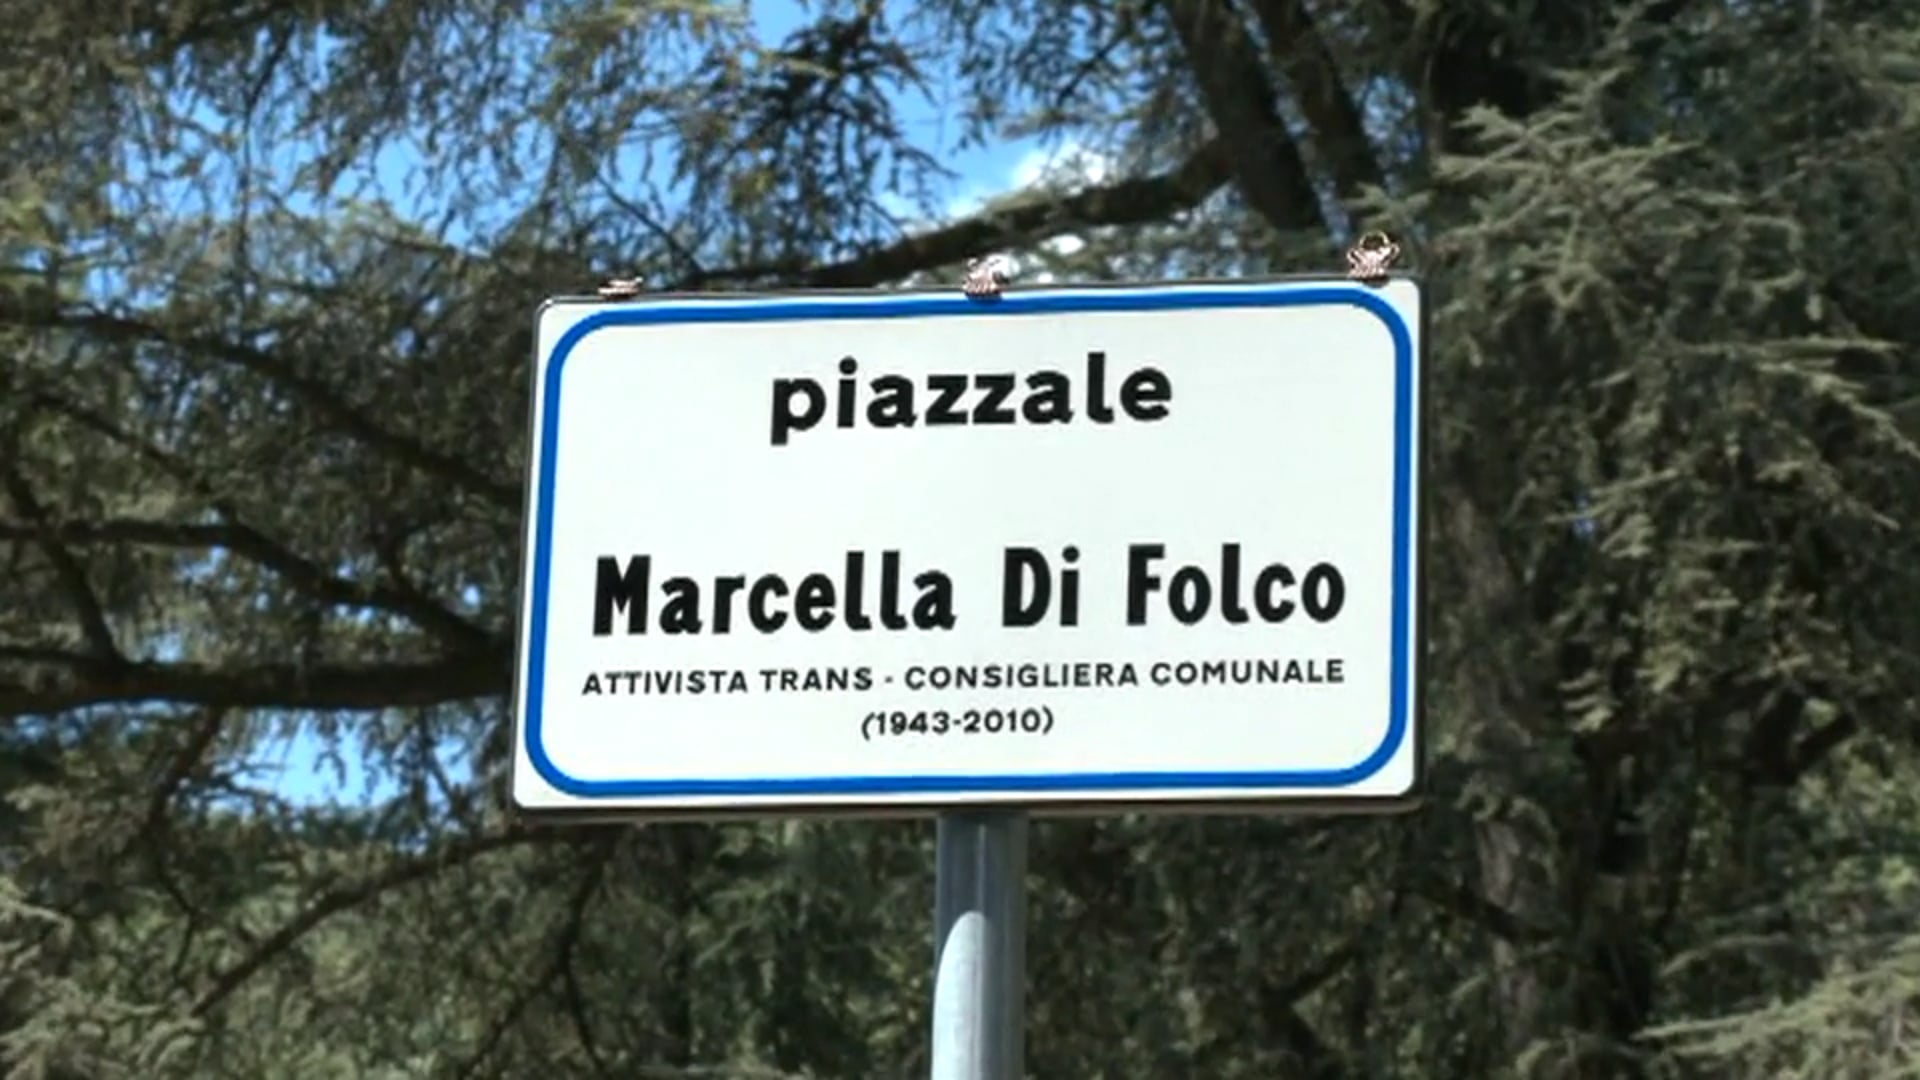 piazzale
Marcella Di Folco
ATTIVISTA TRANS - CONSIGLIERA COMUNALE
(1943-2010)